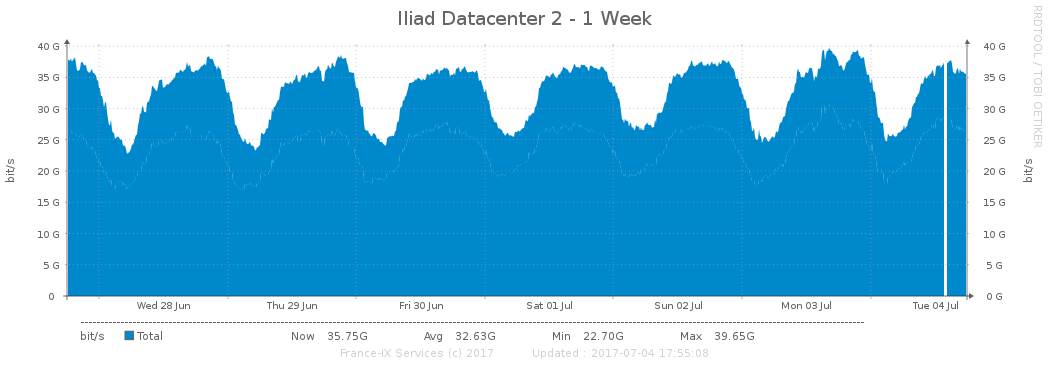 Iliad Datacenter 2 - 1 Week
RRDTOOL / TOBI OETIKER
40 G 40 G
35 G 35 G
30 G 30 G
25 G 25 G
20 G 20 G
15 G 15 G
10 G 10 G
5 G 5 G
0 0 G
bit/s bit/s
Wed 28 Jun Thu 29 Jun Fri 30 Jun Sat 01 Jul Sun 02 Jul Mon 03 Jul Tue 04 Jul
bit/s Total Now 35.75G Avg 32.63G Min 22.70G Max 39.65G
France-IX Services (c) 2017 Updated : 2017-07-04 17:55:08